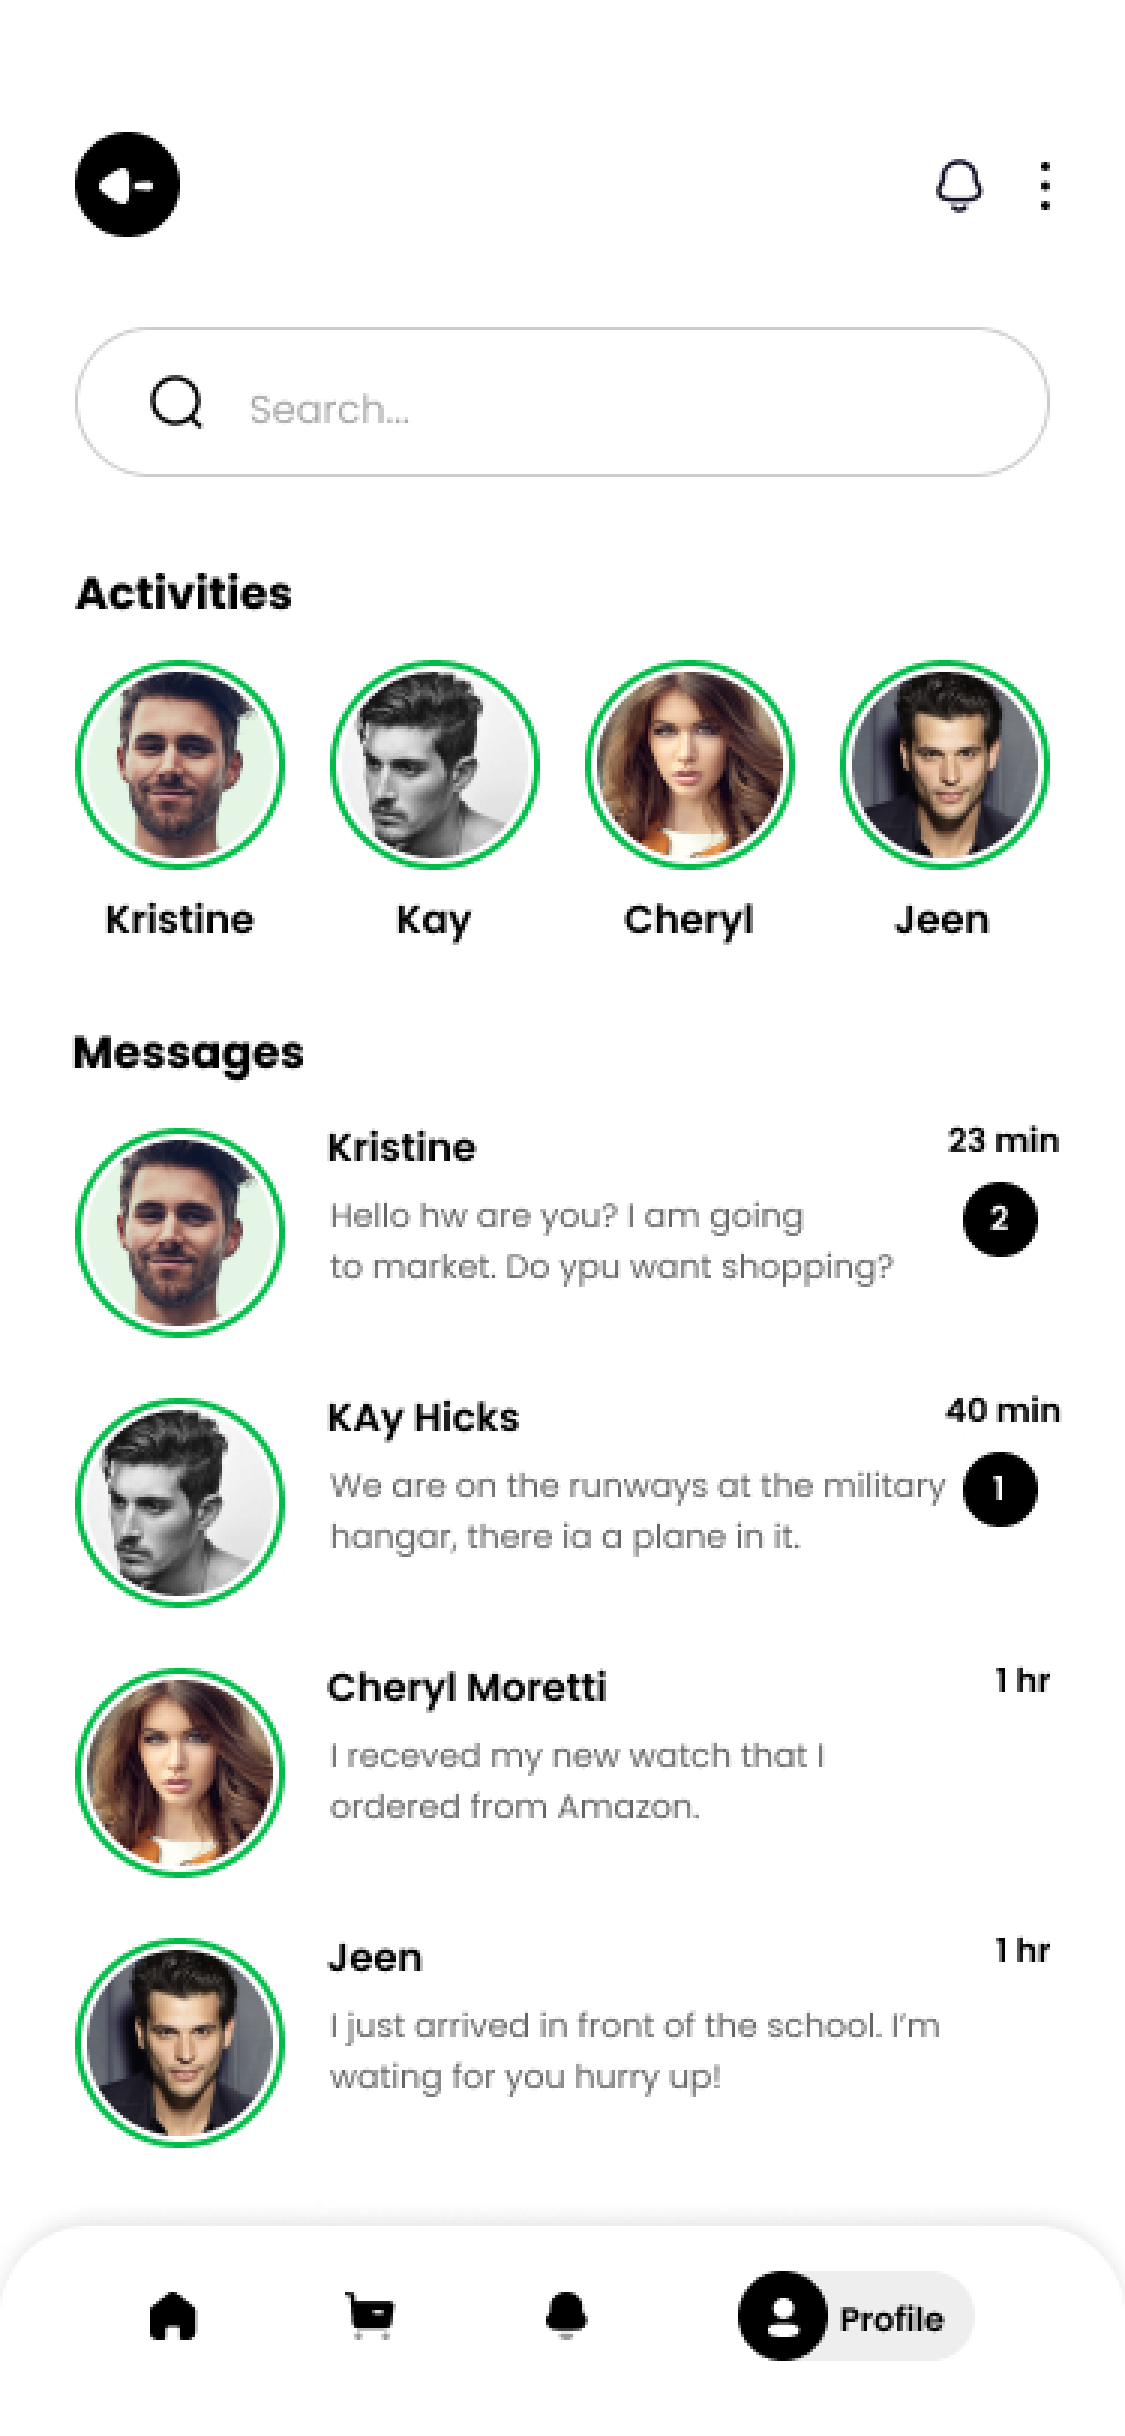 Search...
Activities
Kristine
Kay
Cheryl
Jeen
Messages
Kristine
23 min
Hello hw are you? I am going
2
to market. Do ypu want shopping?
KAy Hicks
40 min
We are on the runways at the military
1
hangar, there ia a plane in it.
Cheryl Moretti
1 hr
I receved my new watch that I
ordered from Amazon.
Jeen
1 hr
I just arrived in front of the school. I’m
wating for you hurry up!
Profile